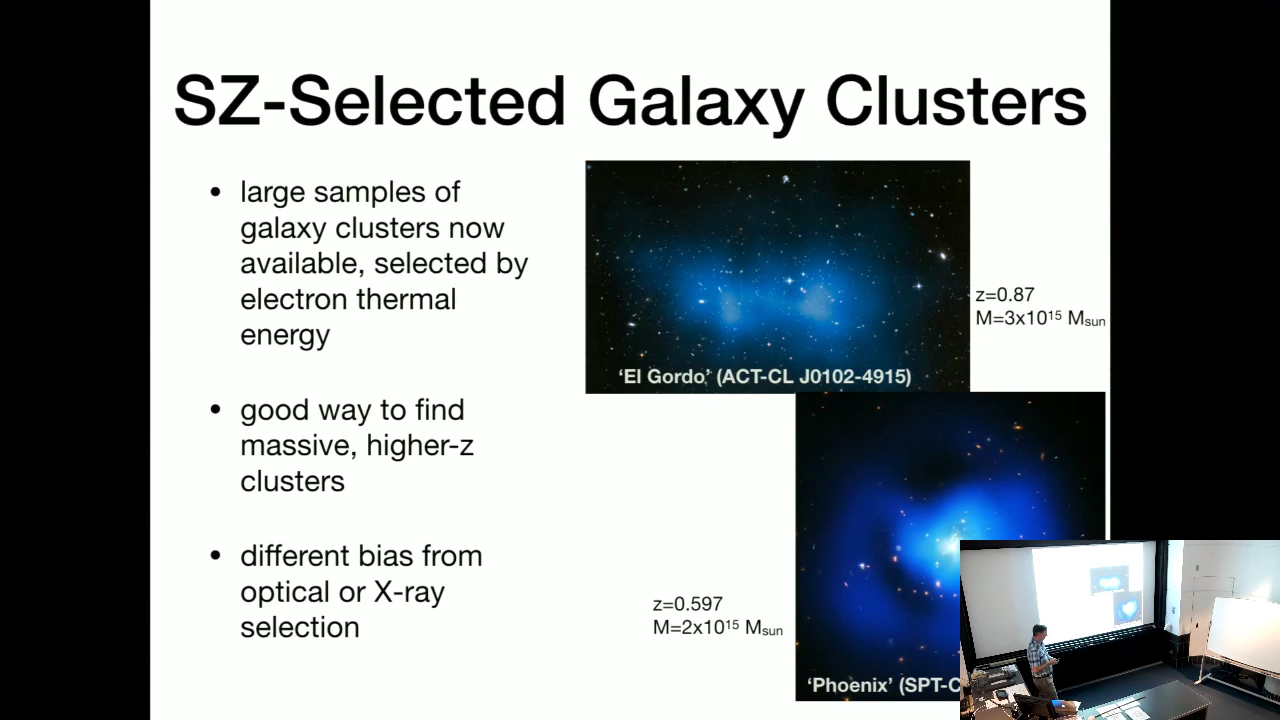 SZ-Selected Galaxy Clusters
• large samples of
galaxy clusters now
available, selected by
electron thermal
energy
• good way to find
massive, higher-z
clusters
• different bias from
optical or X-ray
selection
z=0.87
M=3x10¹⁵ Msun
‘El Gordo’ (ACT-CL J0102-4915)
z=0.597
M=2x10¹⁵ Msun
‘Phoenix’ (SPT-C